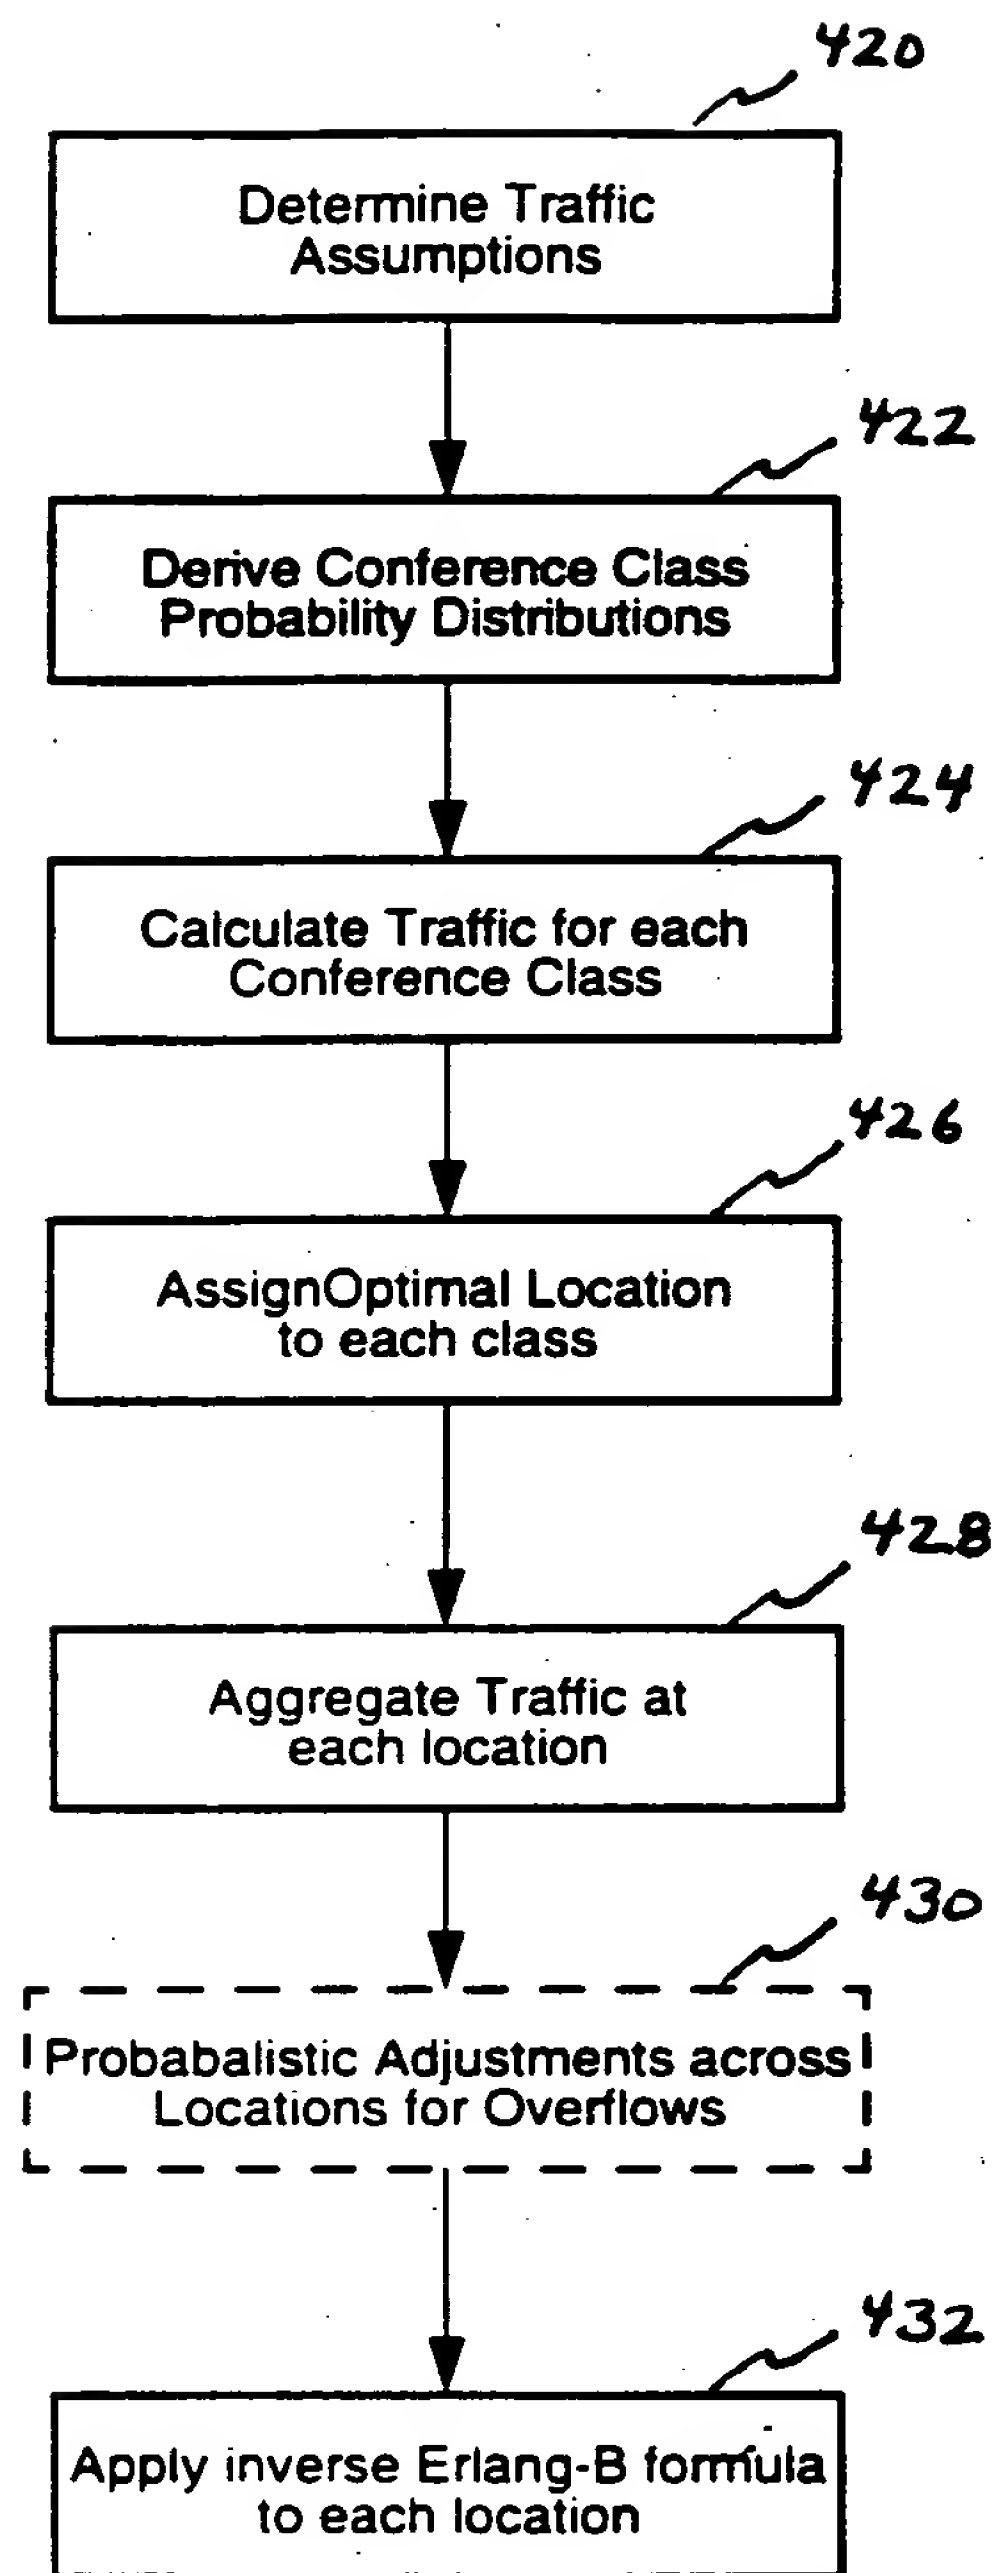 420
Determine Traffic
Assumptions
422
Derive Conference Class
Probability Distributions
424
Calculate Traffic for each
Conference Class
426
AssignOptimal Location
to each class
428
Aggregate Traffic at
each location
430
Probabalistic Adjustments across
Locations for Overflows
432
Apply inverse Erlang-B formula
to each location